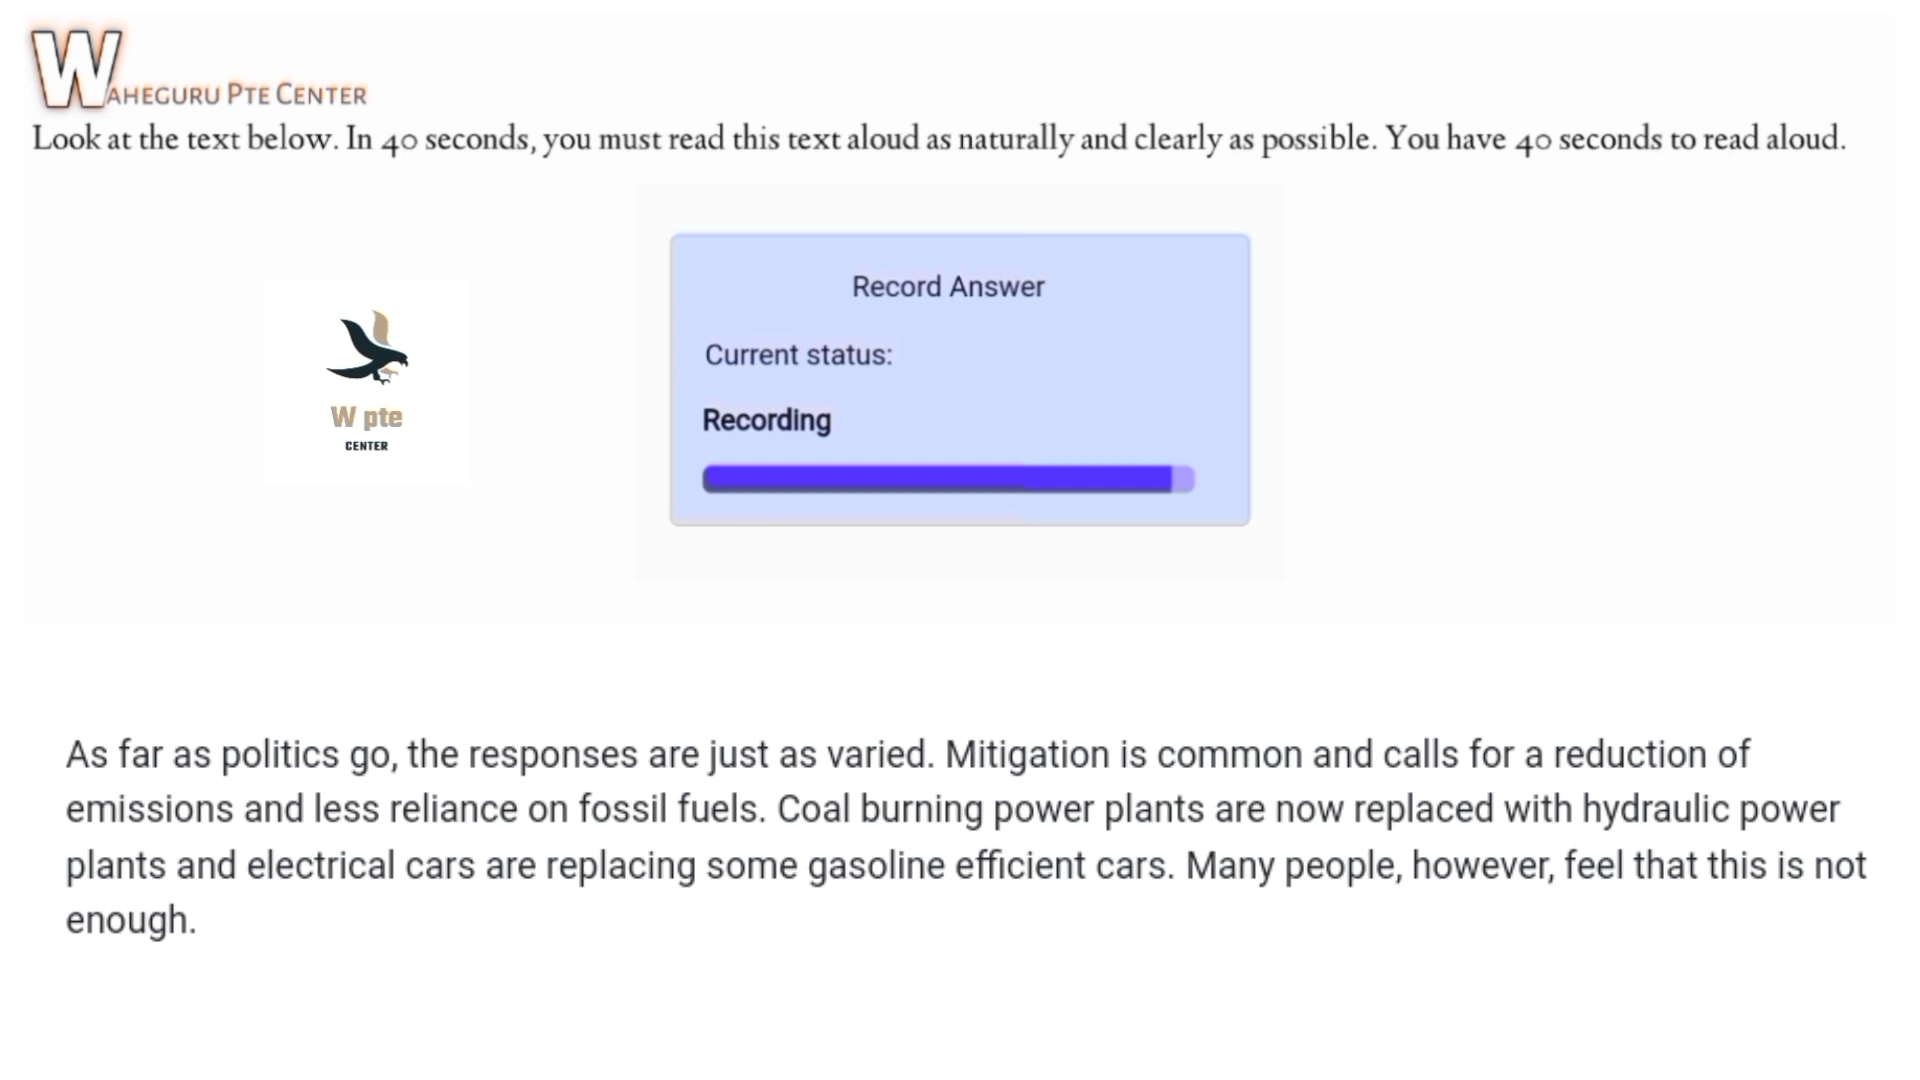 WAHEGURU PTE CENTER
Look at the text below. In 40 seconds, you must read this text aloud as naturally and clearly as possible. You have 40 seconds to read aloud.
Record Answer
Current status:
Recording
W pte
CENTER
As far as politics go, the responses are just as varied. Mitigation is common and calls for a reduction of
emissions and less reliance on fossil fuels. Coal burning power plants are now replaced with hydraulic power
plants and electrical cars are replacing some gasoline efficient cars. Many people, however, feel that this is not
enough.